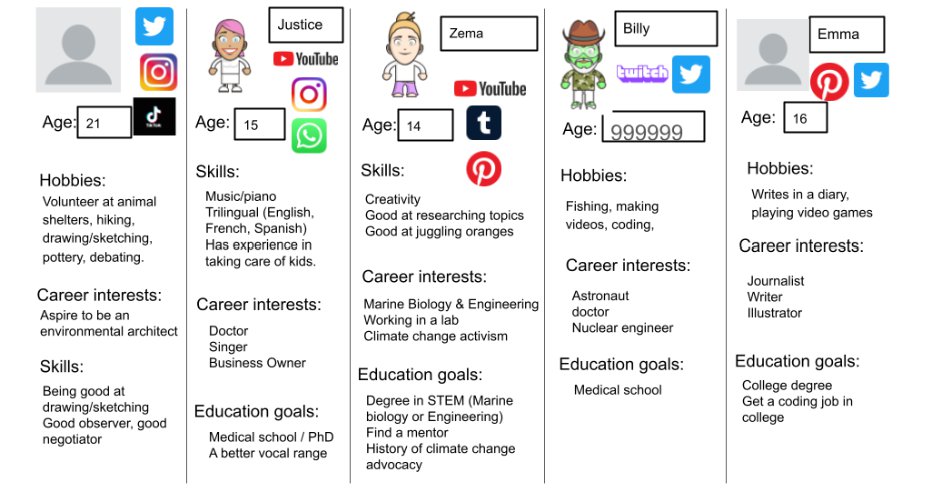 Age:
21
TIKTOK
Hobbies:
Volunteer at animal
shelters, hiking,
drawing/sketching,
pottery, debating.
Career interests:
Aspire to be an
environmental architect
Skills:
Being good at
drawing/sketching
Good observer, good
negotiator
Justice
YouTube
Age:
15
Skills:
Music/piano
Trilingual (English,
French, Spanish)
Has experience in
taking care of kids.
Career interests:
Doctor
Singer
Business Owner
Education goals:
Medical school / PhD
A better vocal range
Zema
YouTube
Age:
14
t
Skills:
Creativity
Good at researching topics
Good at juggling oranges
Career interests:
Marine Biology & Engineering
Working in a lab
Climate change activism
Education goals:
Degree in STEM (Marine
biology or Engineering)
Find a mentor
History of climate change
advocacy
Billy
twitch
Age:
999999
Hobbies:
Fishing, making
videos, coding,
Career interests:
Astronaut
doctor
Nuclear engineer
Education goals:
Medical school
Emma
Age:
16
Hobbies:
Writes in a diary,
playing video games
Career interests:
Journalist
Writer
Illustrator
Education goals:
College degree
Get a coding job in
college